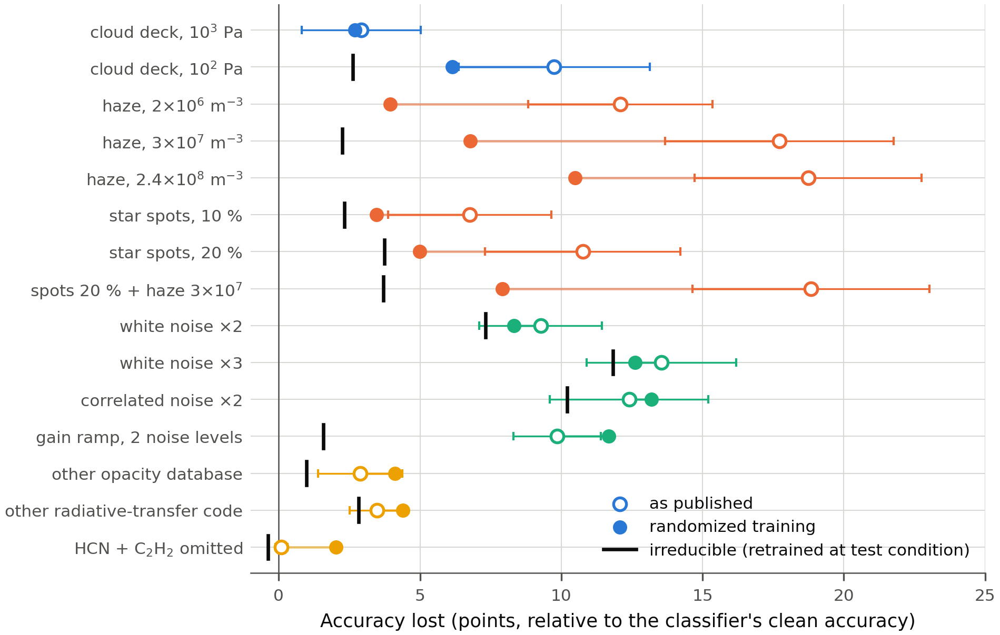 cloud deck, 10³ Pa
cloud deck, 10² Pa
haze, 2×10⁶ m⁻³
haze, 3×10⁷ m⁻³
haze, 2.4×10⁸ m⁻³
star spots, 10 %
star spots, 20 %
spots 20 % + haze 3×10⁷
white noise ×2
white noise ×3
correlated noise ×2
gain ramp, 2 noise levels
other opacity database
other radiative-transfer code
HCN + C₂H₂ omitted
as published
randomized training
irreducible (retrained at test condition)
0 5 10 15 20 25
Accuracy lost (points, relative to the classifier's clean accuracy)